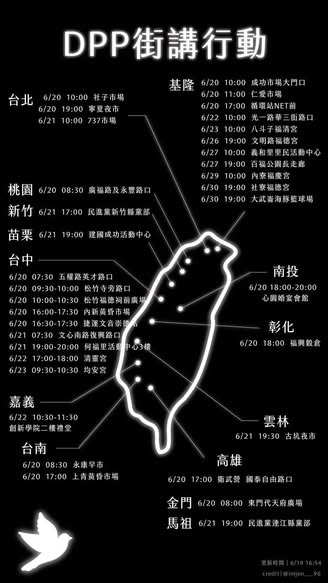 DPP街講行動
台北
6/20 10:00 社子市場
6/20 19:00 寧夏夜市
6/21 10:00 737市場
基隆
6/20 10:00 成功市場大門口
6/20 11:00 仁愛市場
6/20 17:00 循環站NET前
6/22 10:00 光一路華三街路口
6/23 10:00 八斗子福清宮
6/26 19:00 文明路福德宮
6/27 10:00 義和里里民活動中心
6/27 19:00 百福公園長走廊
6/29 10:00 內寮福慶宮
6/30 19:00 社寮福德宮
6/30 19:00 大武崙海豚籃球場
桃園 6/20 08:30 廣福路及永豐路口
新竹 6/21 17:00 民進黨新竹縣黨部
苗栗 6/21 19:00 建國成功活動中心
台中
6/20 07:30 五權路英才路口
6/20 09:30-10:00 松竹寺旁路口
6/20 10:00-10:30 松竹福德祠前廣場
6/20 16:00-17:30 內新黃昏市場
6/20 16:30-17:30 捷運文音崇德站
6/21 07:30 文心南路復興路口
6/21 19:00-20:00 何福里活動中心3樓
6/22 17:00-18:00 清靈宮
6/23 09:30-10:30 均安宮
南投
6/20 18:00-20:00
心園婚宴會館
彰化
6/20 18:00 福興穀倉
嘉義
6/22 10:30-11:30
創新學院二樓禮堂
雲林
6/21 19:30 古坑夜市
台南
6/20 08:30 永康早市
6/20 17:00 上青黃昏市場
高雄
6/20 17:00 衛武營 國泰自由路口
金門 6/20 08:00 東門代天府廣場
馬祖 6/21 19:00 民進黨連江縣黨部
更新時間｜6/19 16:54